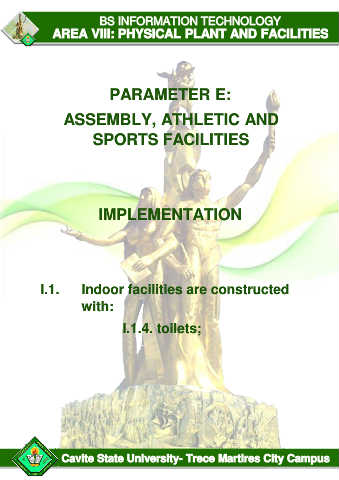 BS INFORMATION TECHNOLOGY
AREA VIII: PHYSICAL PLANT AND FACILITIES
PARAMETER E:
ASSEMBLY, ATHLETIC AND
SPORTS FACILITIES
IMPLEMENTATION
I.1. Indoor facilities are constructed
with:
I.1.4. toilets;
Cavite State University- Trece Martires City Campus